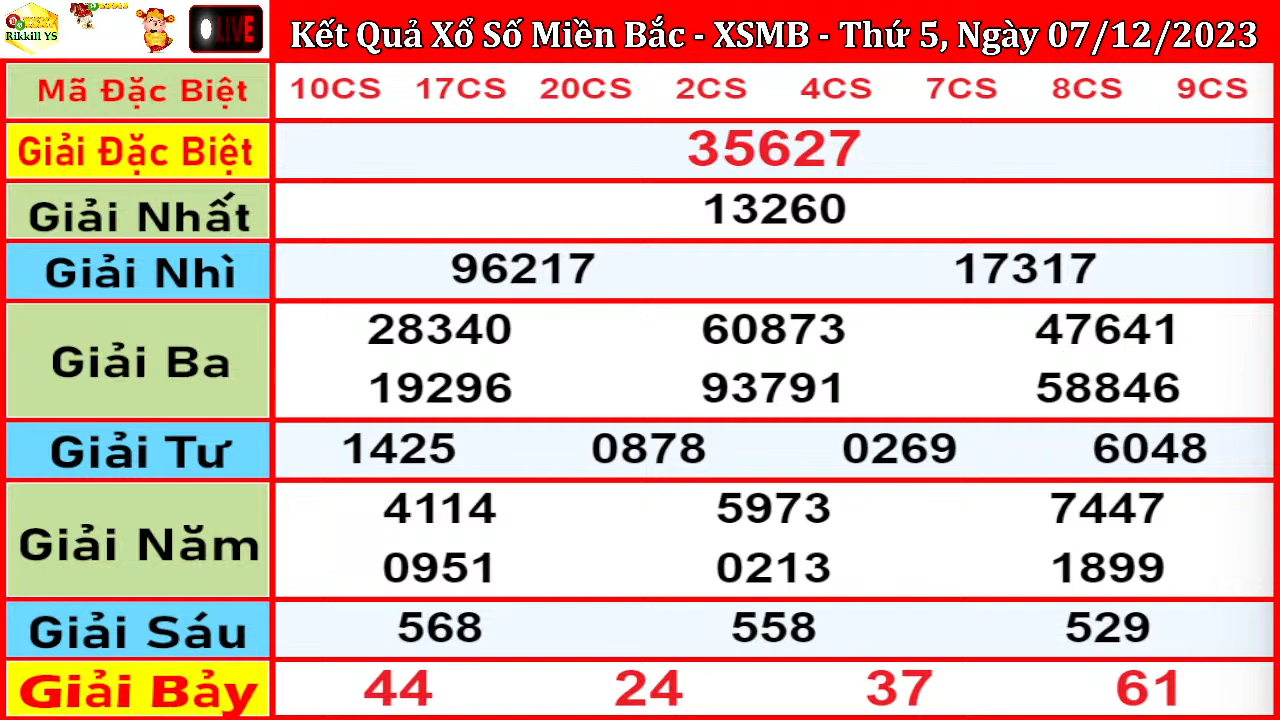 Rikkill YS
LIVE
Kết Quả Xổ Số Miền Bắc - XSMB - Thứ 5, Ngày 07/12/2023
Mã Đặc Biệt 10CS 17CS 20CS 2CS 4CS 7CS 8CS 9CS
Giải Đặc Biệt 35627
Giải Nhất 13260
Giải Nhì 96217 17317
Giải Ba 28340 60873 47641
19296 93791 58846
Giải Tư 1425 0878 0269 6048
Giải Năm 4114 5973 7447
0951 0213 1899
Giải Sáu 568 558 529
Giải Bảy 44 24 37 61